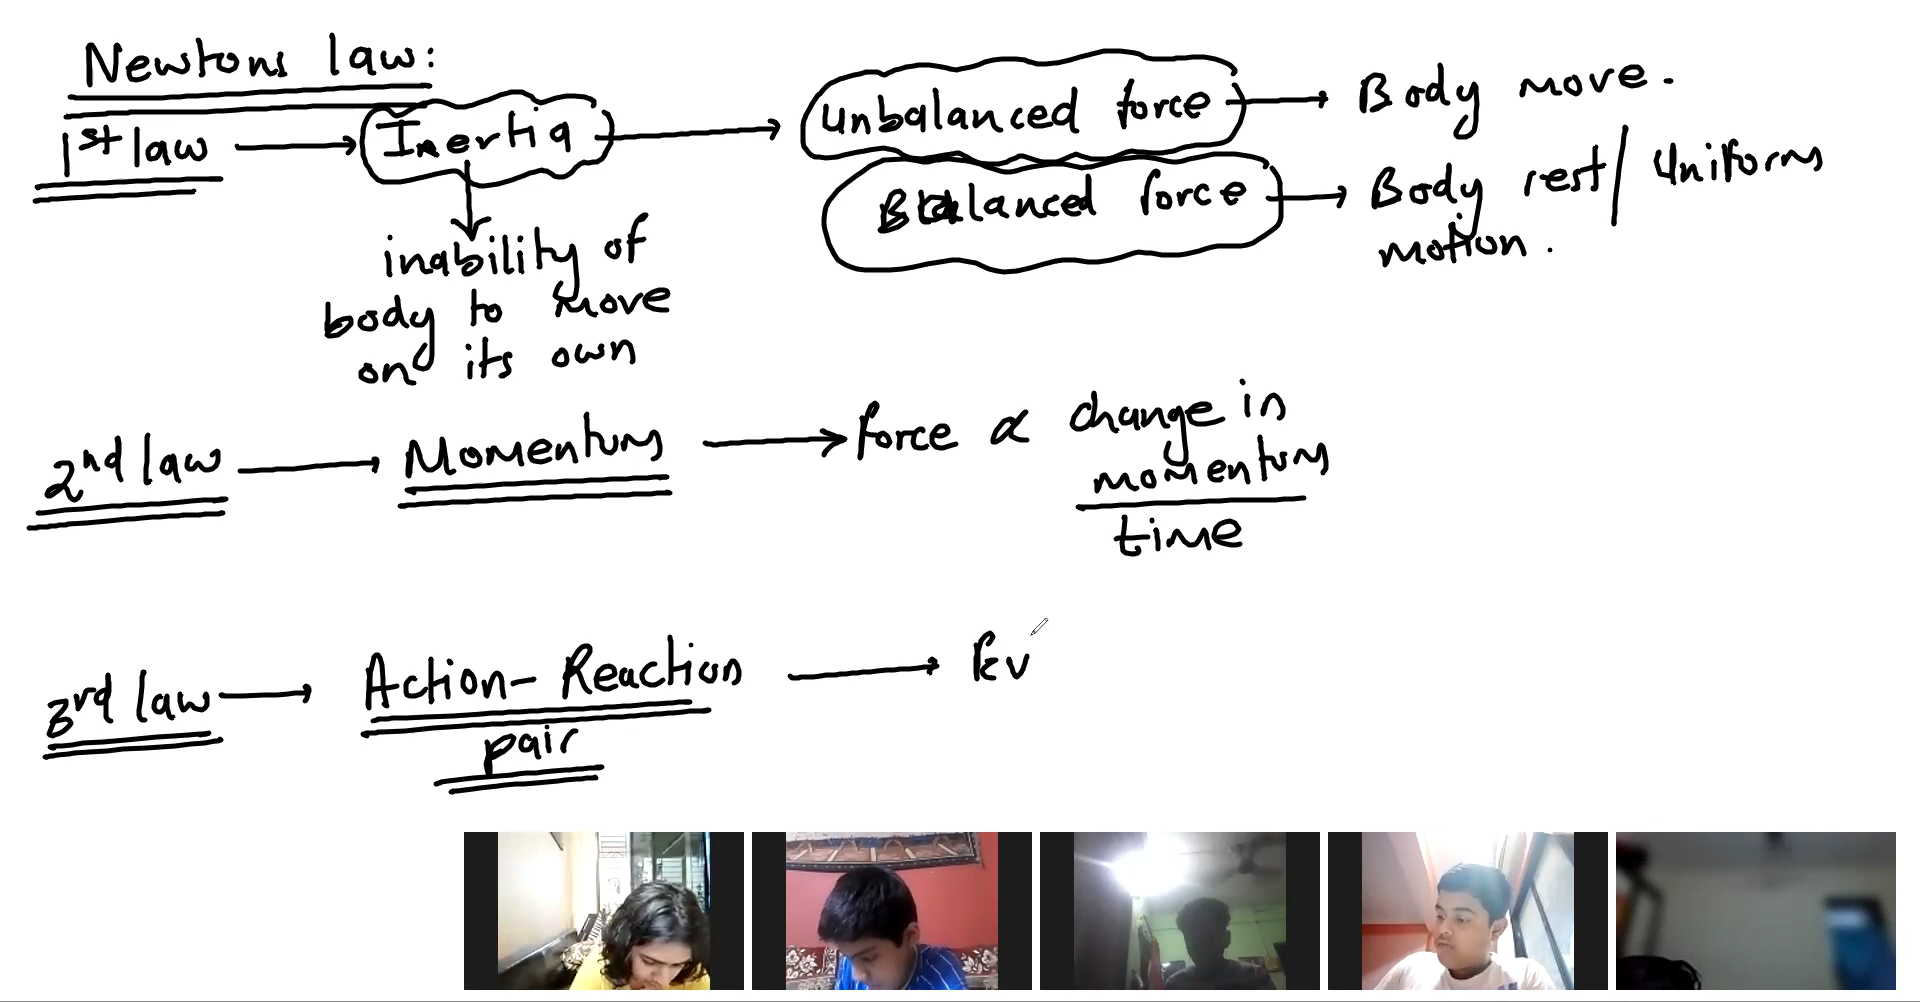 Newtons law:
1st law → Inertia → Unbalanced force → Body move.
Balanced force → Body rest/ Uniform
motion.
inability of
body to move
on its own
2nd law → Momentum → Force ∝ change in
momentum
time
3rd law → Action-Reaction → Ev
pair